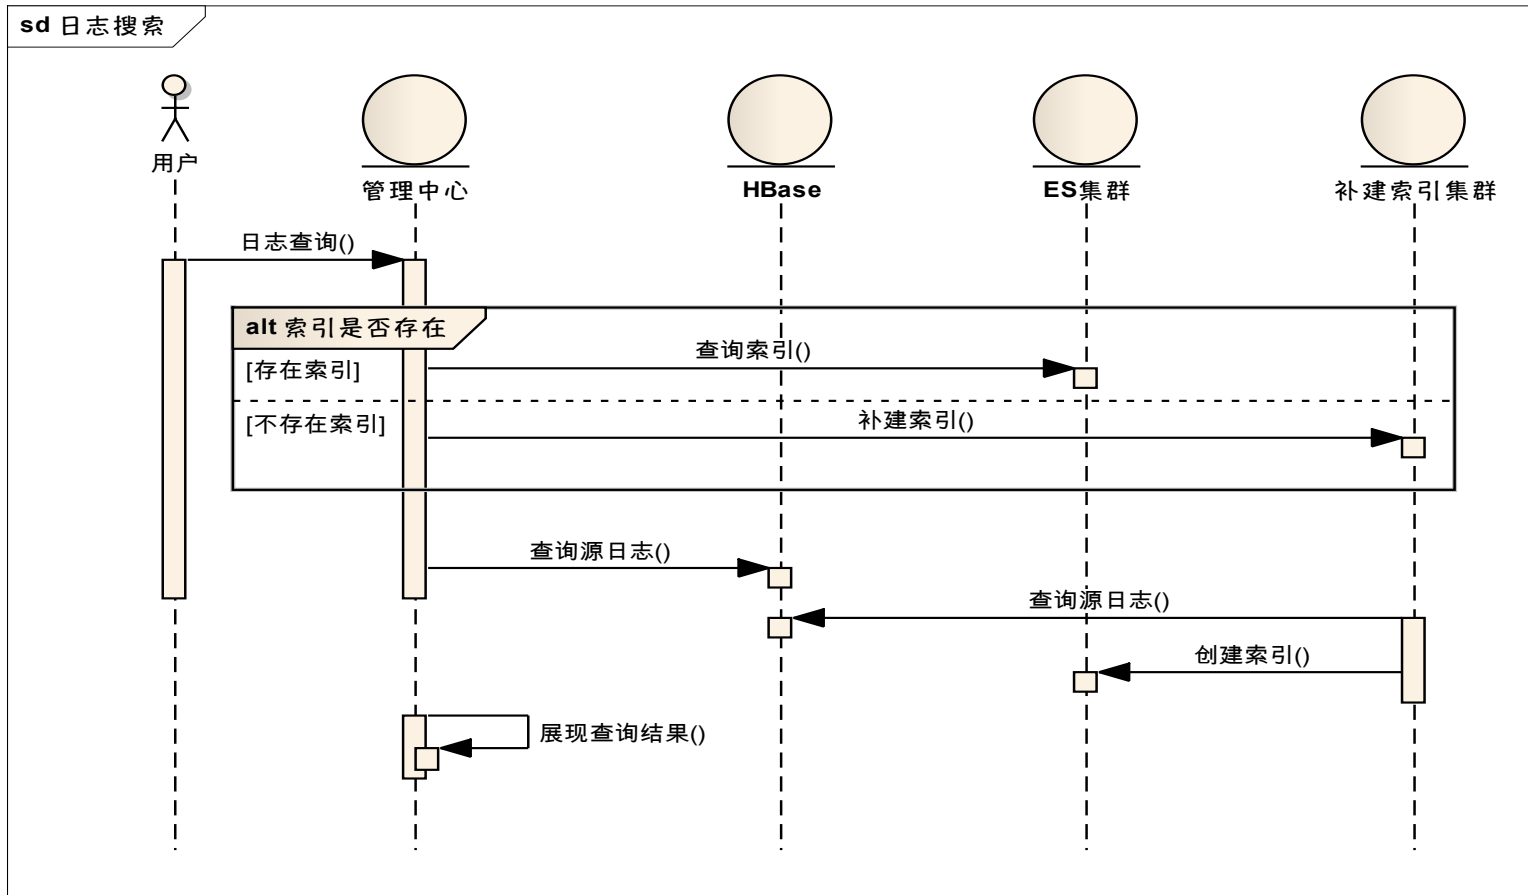 sd 日志搜索
用户
管理中心
HBase
ES集群
补建索引集群
日志查询()
alt 索引是否存在
[存在索引]
查询索引()
[不存在索引]
补建索引()
查询源日志()
查询源日志()
创建索引()
展现查询结果()